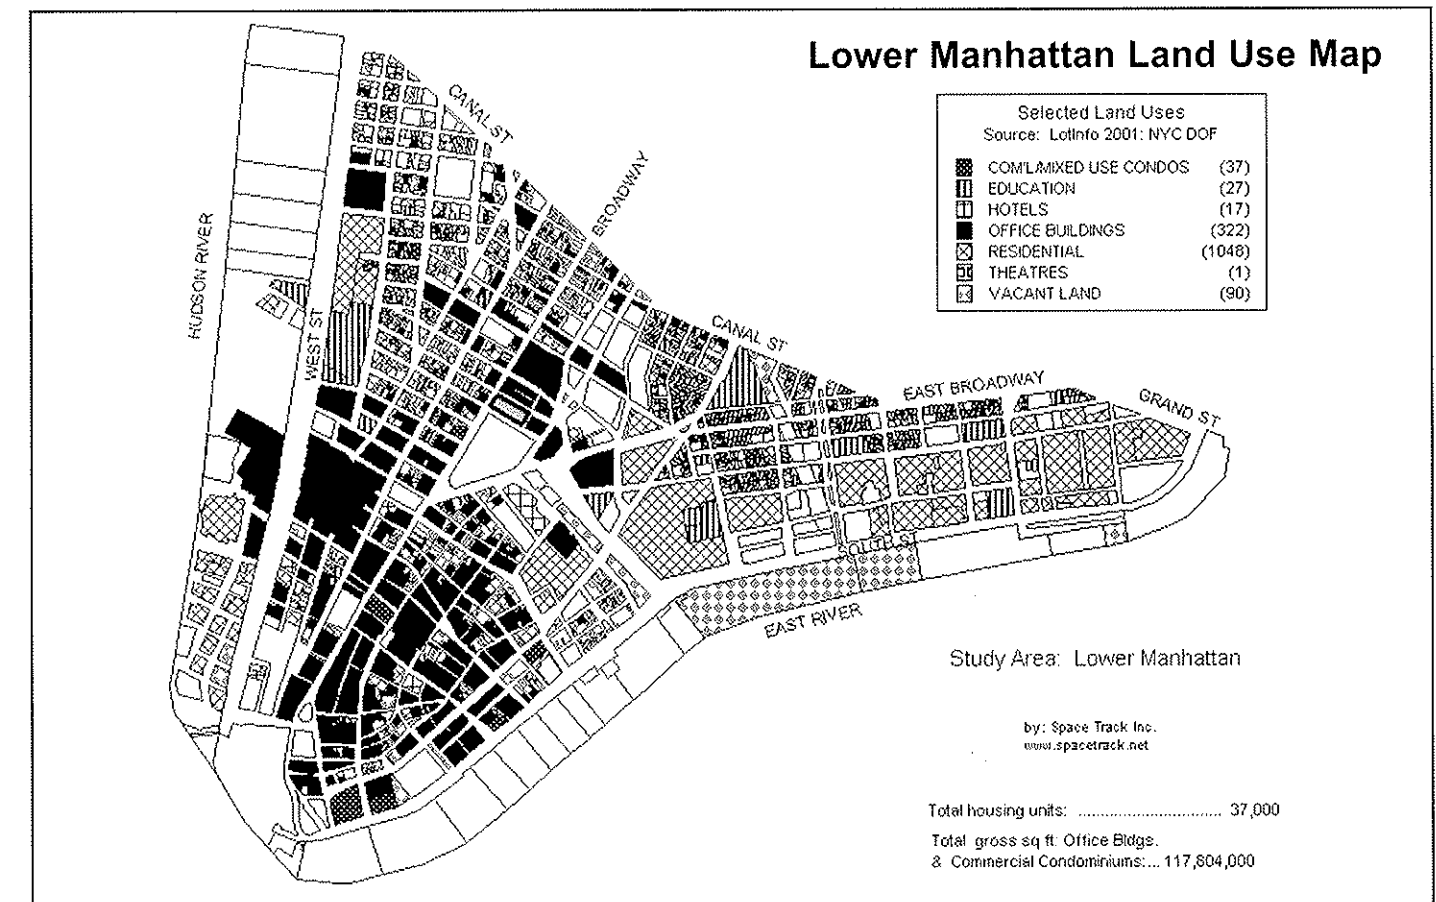 Lower Manhattan Land Use Map
Selected Land Uses
Source: LotInfo 2001: NYC DOF
COM'L.MIXED USE CONDOS (37)
EDUCATION (27)
HOTELS (17)
OFFICE BUILDINGS (322)
RESIDENTIAL (1048)
THEATRES (1)
VACANT LAND (90)
CANAL ST
BROADWAY
HUDSON RIVER
WEST ST
CANAL ST
EAST BROADWAY
GRAND ST
SOUTH ST
EAST RIVER
Study Area: Lower Manhattan
by: Space Track Inc.
www.spacetrack.net
Total housing units: ................................ 37,000
Total gross sq ft: Office Bldgs.
& Commercial Condominiums:... 117,804,000